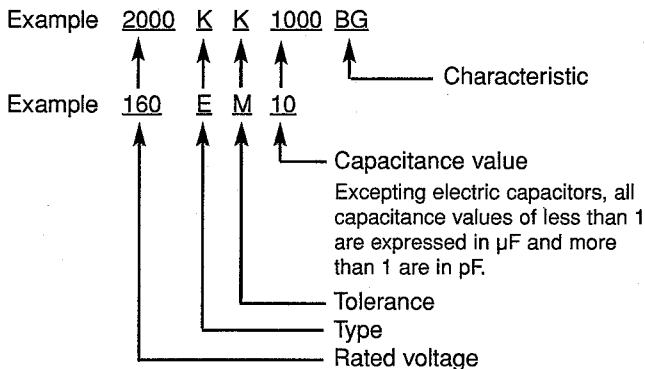 Example 2000 K K 1000 BG
Characteristic
Example 160 E M 10
Capacitance value
Excepting electric capacitors, all
capacitance values of less than 1
are expressed in µF and more
than 1 are in pF.
Tolerance
Type
Rated voltage